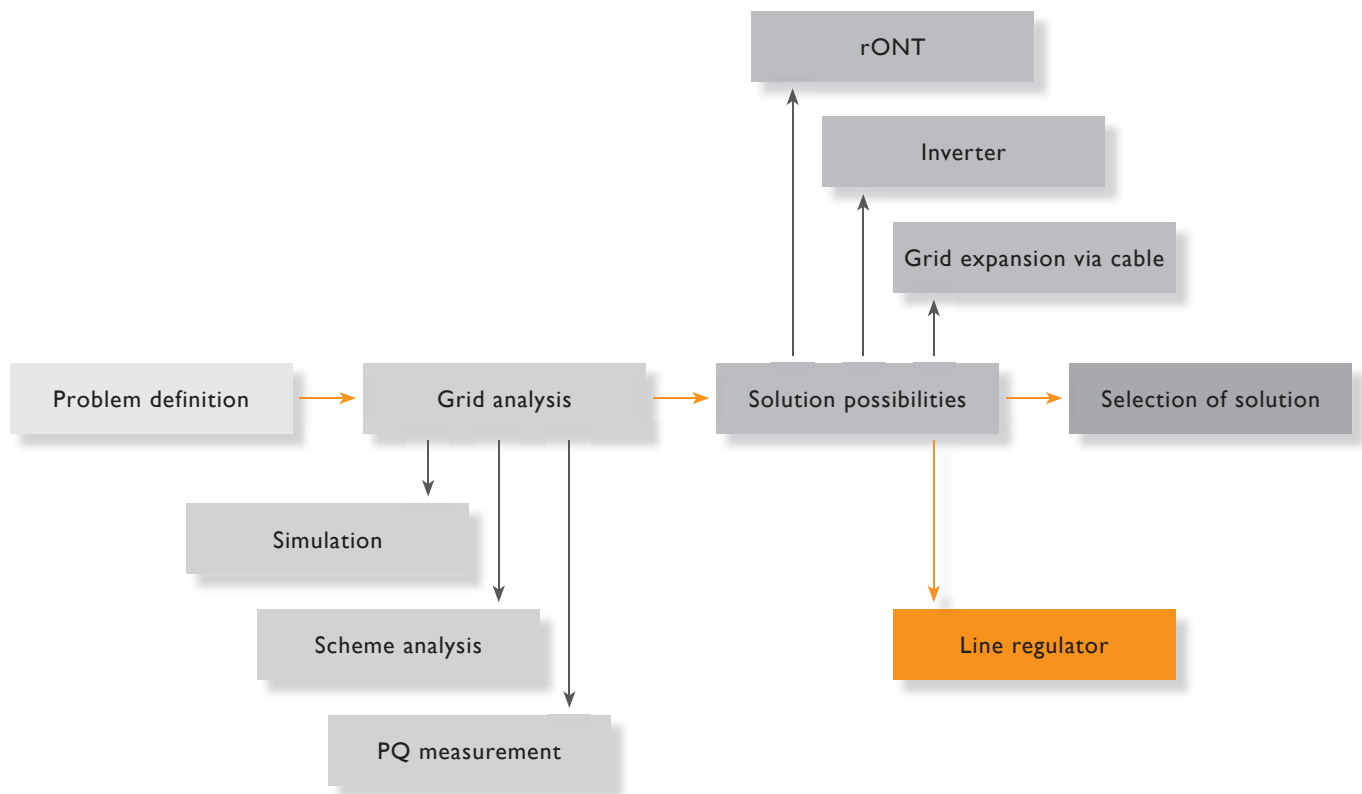 rONT
Inverter
Grid expansion via cable
Problem definition
Grid analysis
Solution possibilities
Selection of solution
Simulation
Scheme analysis
Line regulator
PQ measurement